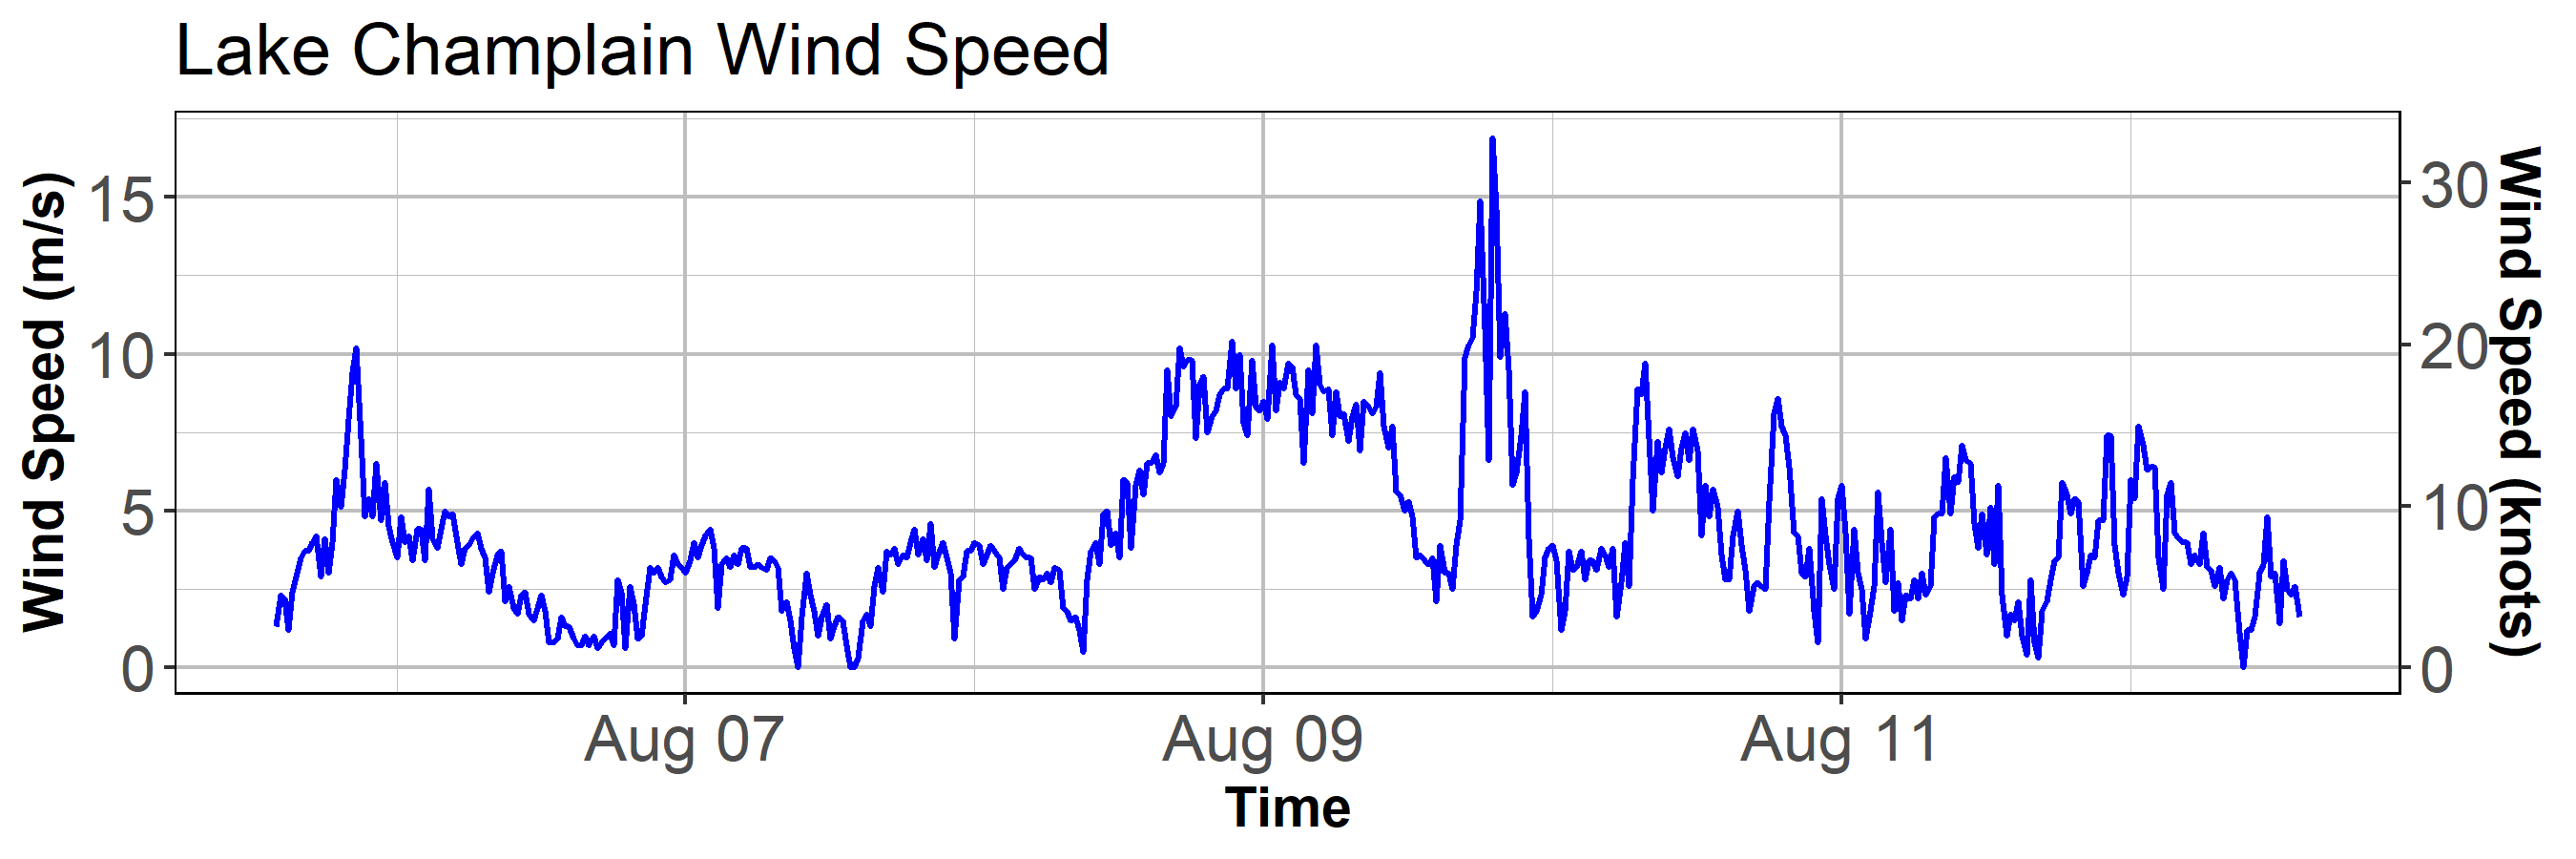 Lake Champlain Wind Speed
Wind Speed (m/s)
15
10
5
0
30
20
10
0
Wind Speed (knots)
Aug 07 Aug 09 Aug 11
Time